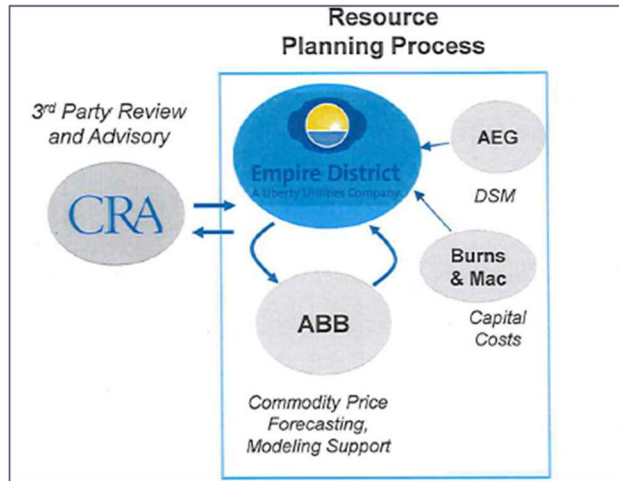 Resource
Planning Process
3rd Party Review
and Advisory
CRA
Empire District
A Liberty Utilities Company
AEG
DSM
Burns
& Mac
Capital
Costs
ABB
Commodity Price
Forecasting,
Modeling Support